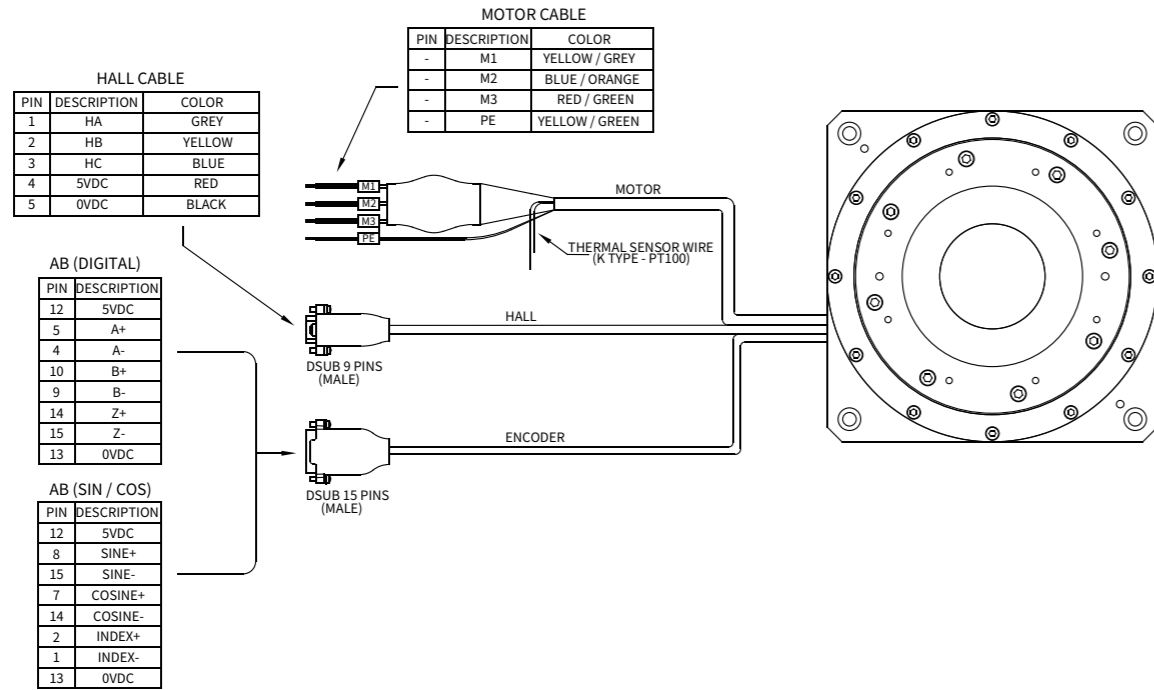 MOTOR CABLE
PIN DESCRIPTION COLOR
- M1 YELLOW / GREY
- M2 BLUE / ORANGE
- M3 RED / GREEN
- PE YELLOW / GREEN
HALL CABLE
PIN DESCRIPTION COLOR
1 HA GREY
2 HB YELLOW
3 HC BLUE
4 5VDC RED
5 0VDC BLACK
M1
M2
M3
PE
MOTOR
THERMAL SENSOR WIRE
(K TYPE - PT100)
AB (DIGITAL)
PIN DESCRIPTION
12 5VDC
5 A+
4 A-
10 B+
9 B-
14 Z+
15 Z-
13 0VDC
HALL
DSUB 9 PINS
(MALE)
ENCODER
DSUB 15 PINS
(MALE)
AB (SIN / COS)
PIN DESCRIPTION
12 5VDC
8 SINE+
15 SINE-
7 COSINE+
14 COSINE-
2 INDEX+
1 INDEX-
13 0VDC